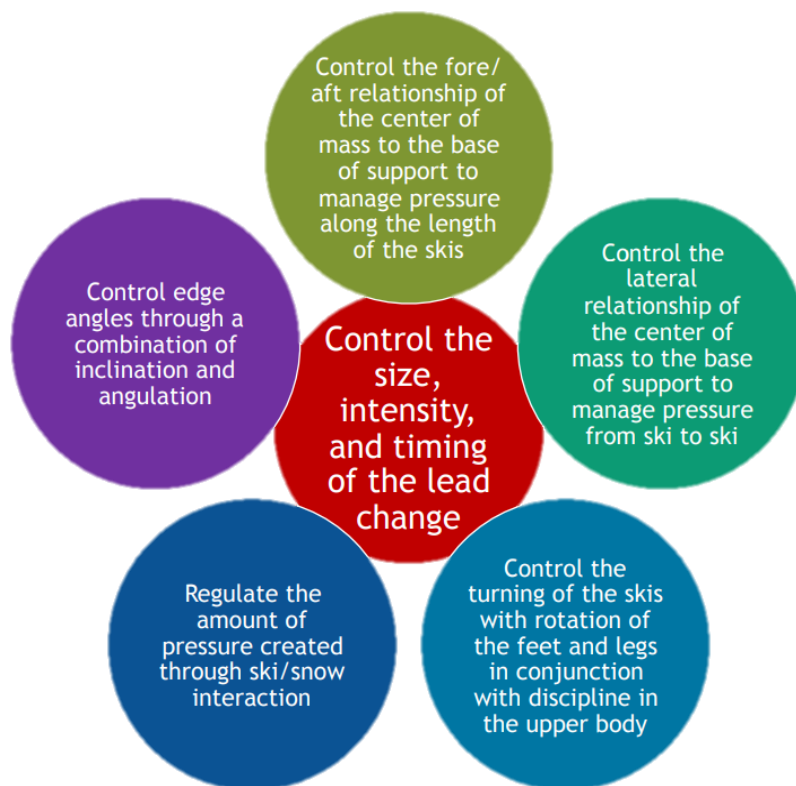 Control the fore/
aft relationship of
the center of
mass to the base
of support to
manage pressure
along the length
of the skis
Control the
lateral
relationship of
the center of
mass to the base
of support to
manage pressure
from ski to ski
Control edge
angles through a
combination of
inclination and
angulation
Control the
size,
intensity,
and timing
of the lead
change
Regulate the
amount of
pressure created
through ski/snow
interaction
Control the
turning of the skis
with rotation
of the feet and legs
in conjunction
with discipline in
the upper body